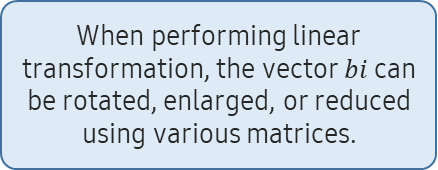 When performing linear
transformation, the vector bi can
be rotated, enlarged, or reduced
using various matrices.